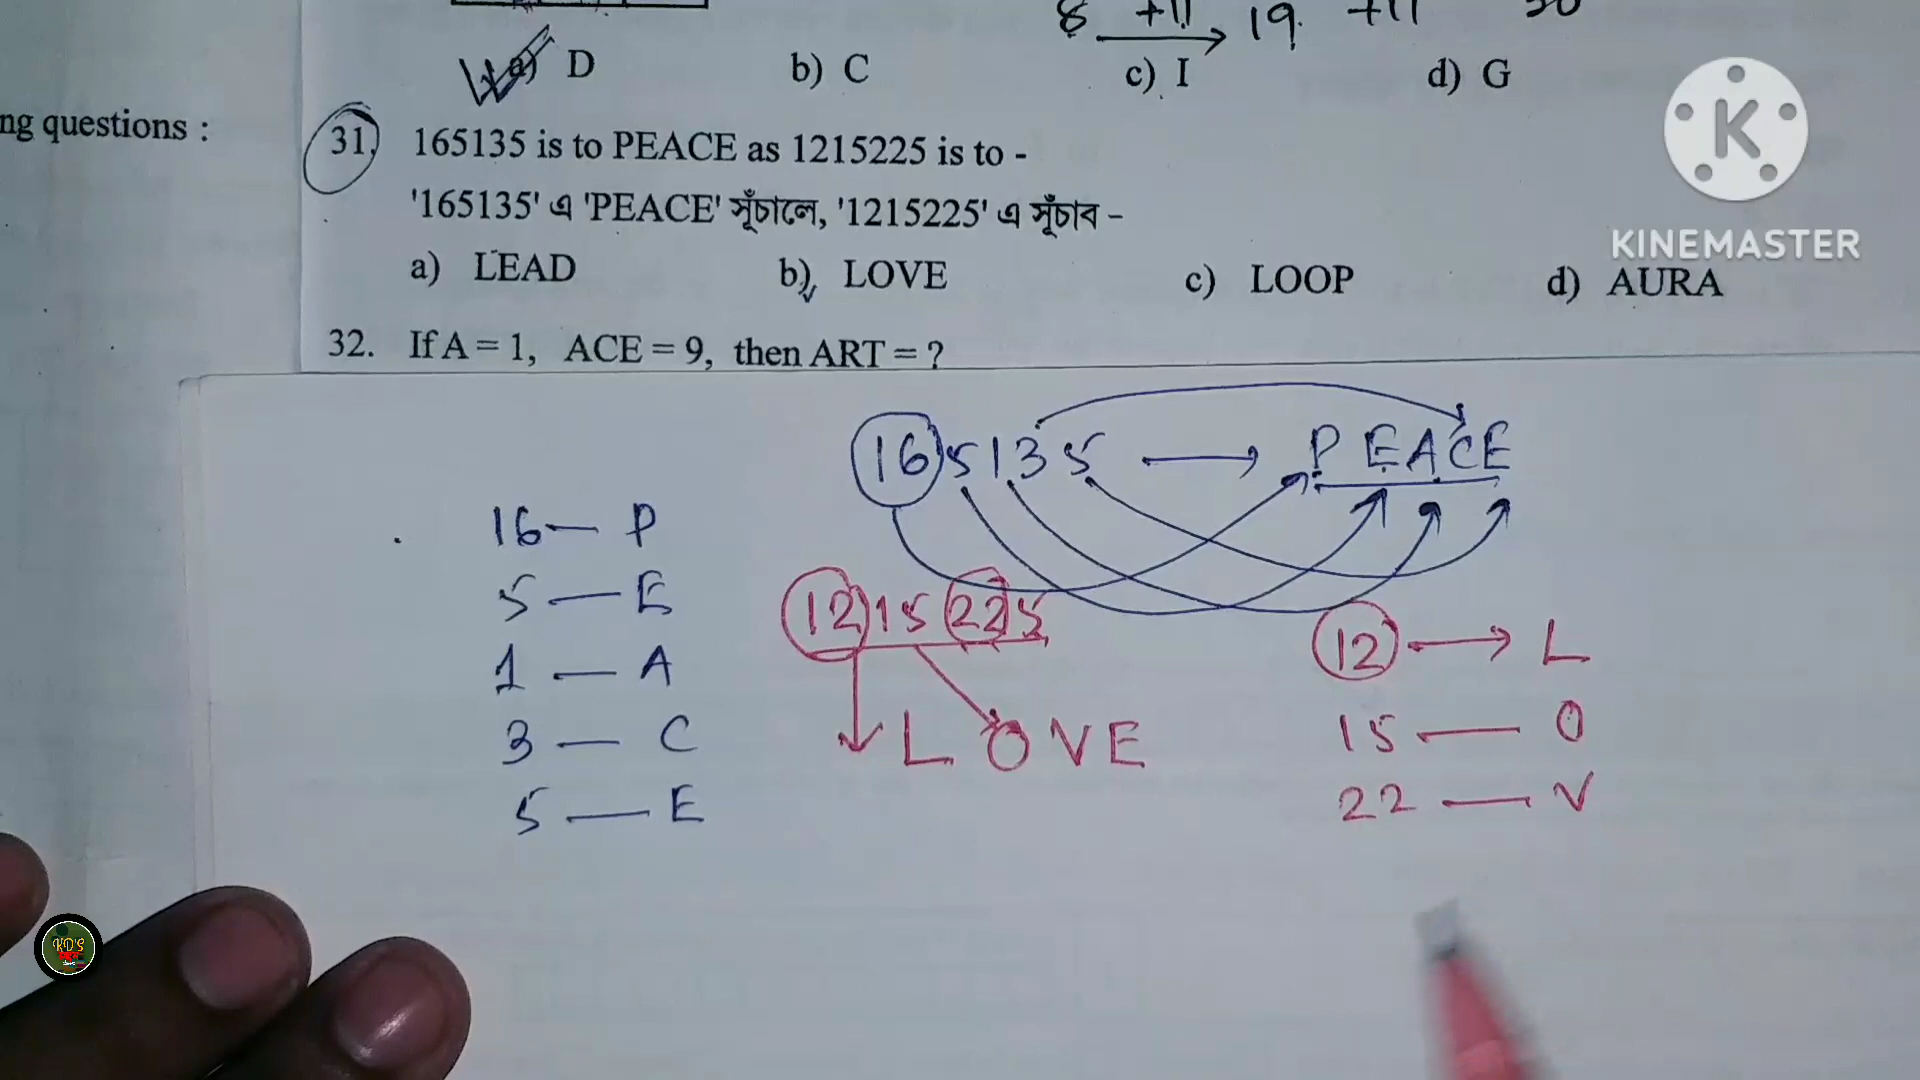 8 +11 19 +11 30
a) D b) C c) I d) G
ng questions :
31. 165135 is to PEACE as 1215225 is to -
'165135' এ 'PEACE' সূঁচালে, '1215225' এ সূঁচাব -
a) LEAD b) LOVE c) LOOP d) AURA
32. If A = 1, ACE = 9, then ART = ?
KINEMASTER
165135 → PEACE
16 — P
5 — E
1 — A
3 — C
5 — E
1215225
LOVE
12 → L
15 — O
22 — V
KD'S